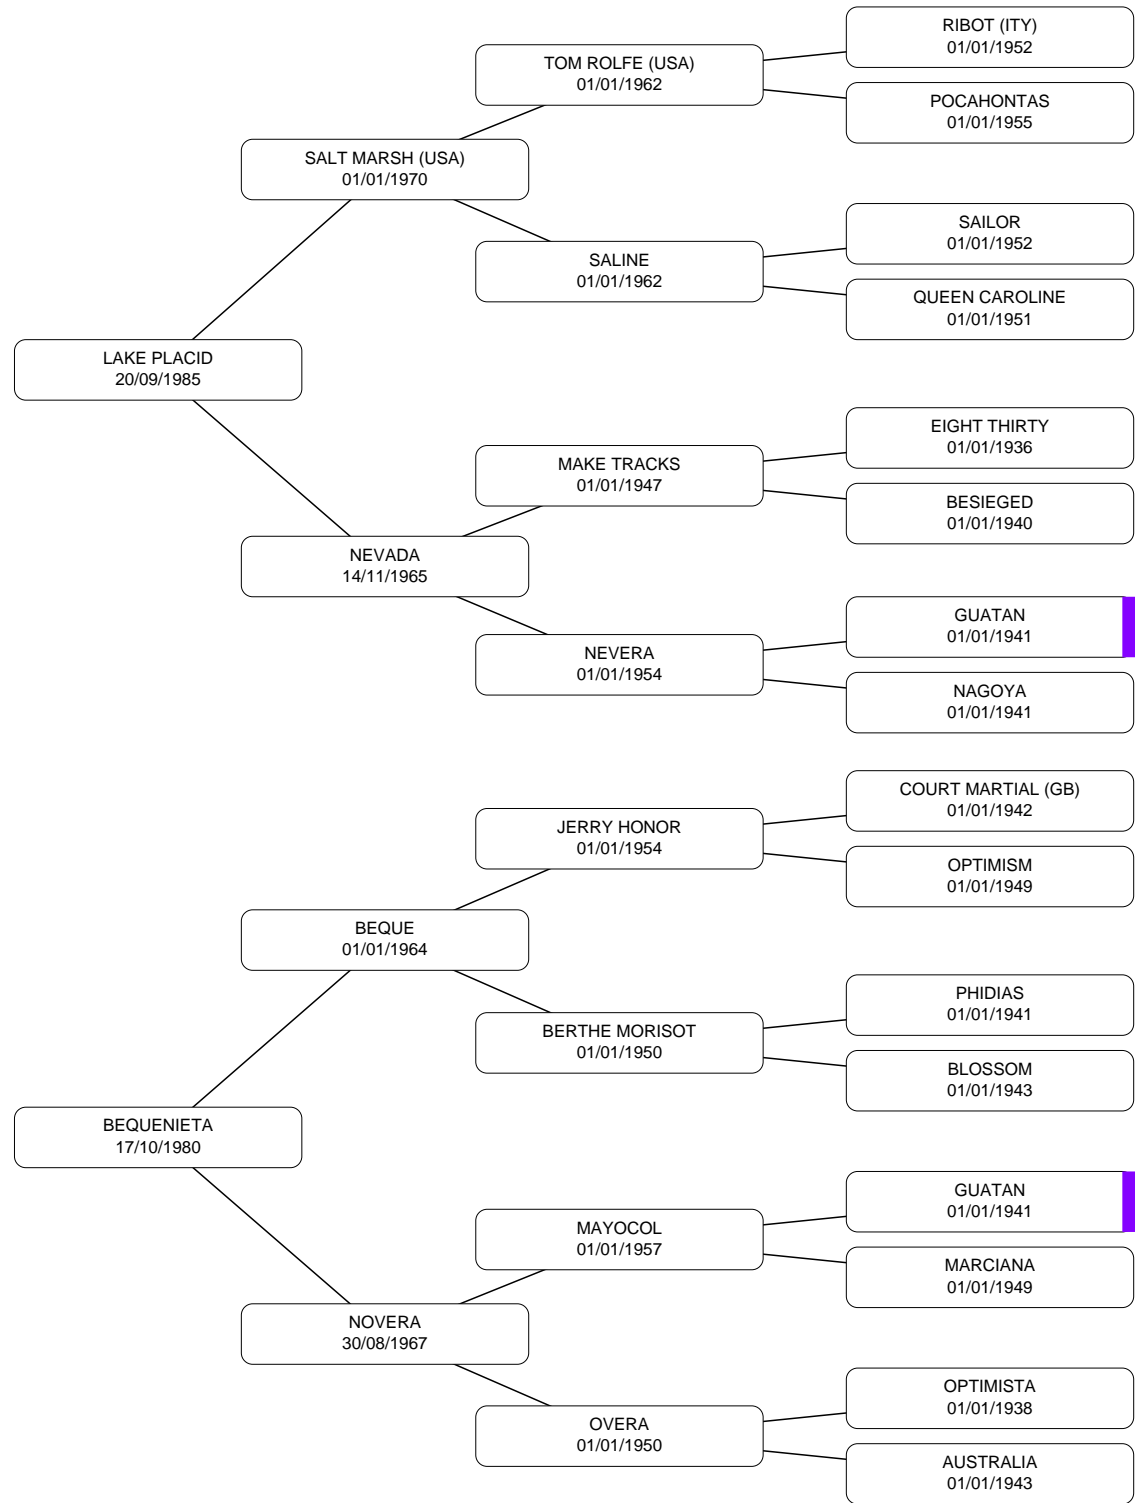 RIBOT (ITY)
01/01/1952
TOM ROLFE (USA)
01/01/1962
POCAHONTAS
01/01/1955
SALT MARSH (USA)
01/01/1970
SAILOR
01/01/1952
SALINE
01/01/1962
QUEEN CAROLINE
01/01/1951
LAKE PLACID
20/09/1985
EIGHT THIRTY
01/01/1936
MAKE TRACKS
01/01/1947
BESIEGED
01/01/1940
NEVADA
14/11/1965
GUATAN
01/01/1941
NEVERA
01/01/1954
NAGOYA
01/01/1941
COURT MARTIAL (GB)
01/01/1942
JERRY HONOR
01/01/1954
OPTIMISM
01/01/1949
BEQUE
01/01/1964
PHIDIAS
01/01/1941
BERTHE MORISOT
01/01/1950
BLOSSOM
01/01/1943
BEQUENIETA
17/10/1980
GUATAN
01/01/1941
MAYOCOL
01/01/1957
MARCIANA
01/01/1949
NOVERA
30/08/1967
OPTIMISTA
01/01/1938
OVERA
01/01/1950
AUSTRALIA
01/01/1943